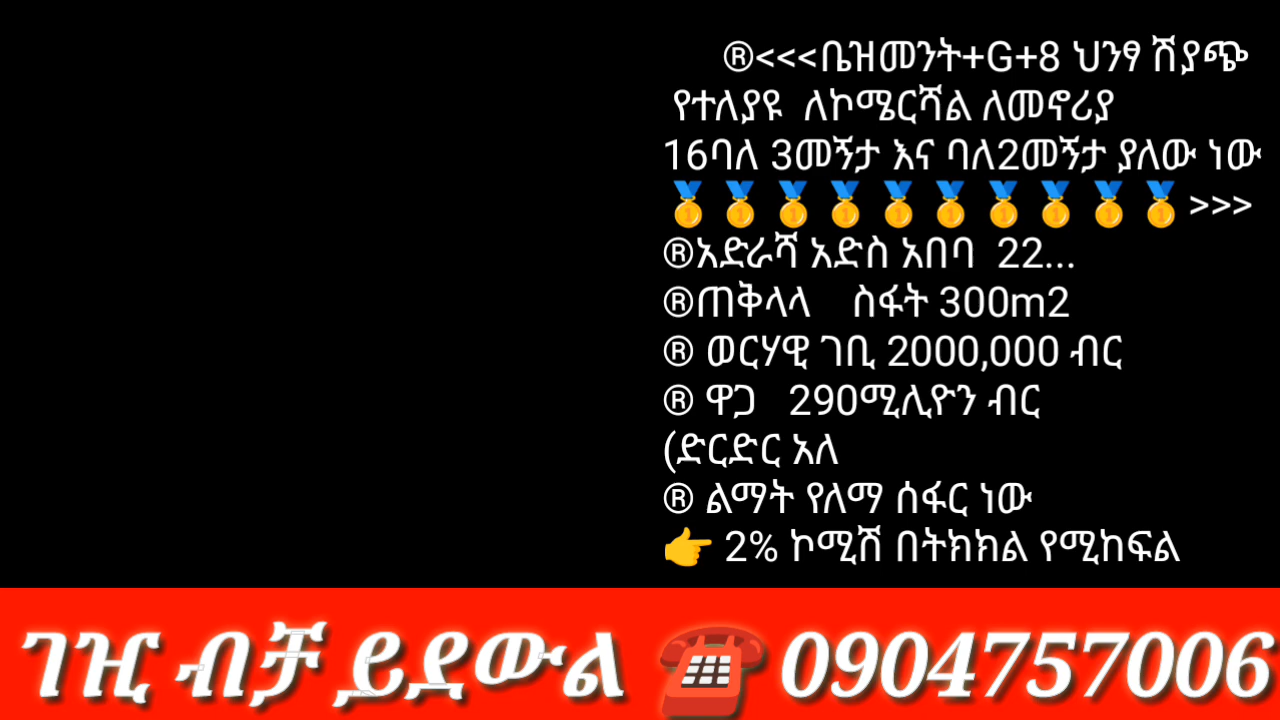 ®<<<ቤዝመንት+G+8 ህንፃ ሽያጭ
የተለያዩ ለኮሜርሻል ለመኖሪያ
16ባለ 3መኝታ እና ባለ2መኝታ ያለው ነው
🥇🥇🥇🥇🥇🥇🥇🥇🥇🥇>>>
®አድራሻ አድስ አበባ 22...
®ጠቅላላ ስፋት 300m2
® ወርሃዊ ገቢ 2000,000 ብር
® ዋጋ 290ሚሊዮን ብር
(ድርድር አለ
® ልማት የለማ ሰፋር ነው
👉 2% ኮሚሽ በትክክል የሚከፍል
ገዢ ብቻ ይደውል ☎️0904757006